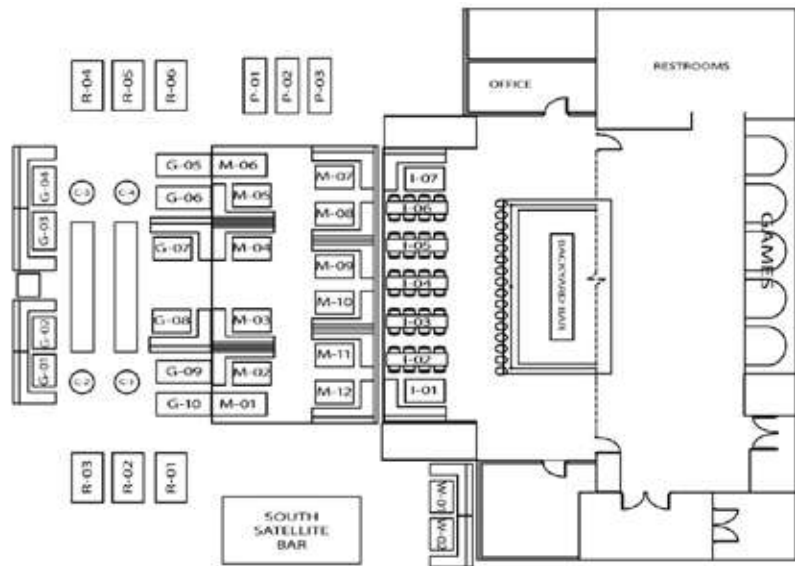 RESTROOMS
OFFICE
R-04
R-05
R-06
P-01
P-02
P-03
G-05
M-06
M-07
I-07
G-04
C-3
C-4
G-06
M-05
M-08
I-06
G-03
G-07
M-04
I-05
GAMES
BACKYARD BAR
M-09
I-04
M-10
G-02
G-08
M-03
I-03
M-11
I-02
G-01
C-2
G-09
M-02
M-12
I-01
G-10
M-01
R-03
R-02
R-01
W-01
W-02
SOUTH
SATELLITE
BAR